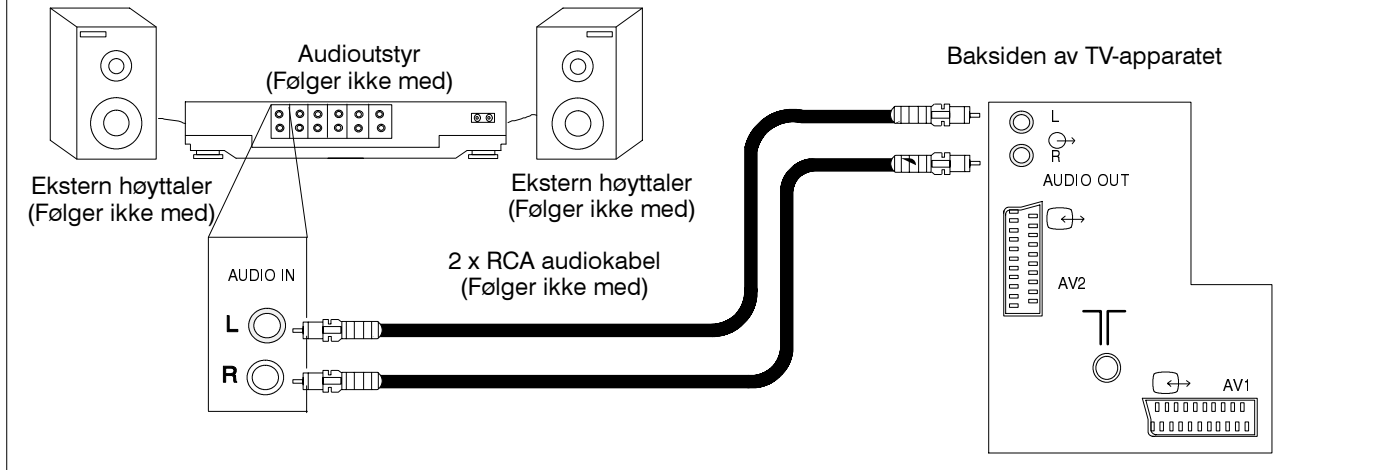 Audioutstyr
(Følger ikke med)
Baksiden av TV-apparatet
Ekstern høyttaler
(Følger ikke med)
Ekstern høyttaler
(Følger ikke med)
2 x RCA audiokabel
(Følger ikke med)
AUDIO IN
L
R
L
R
AUDIO OUT
AV2
AV1